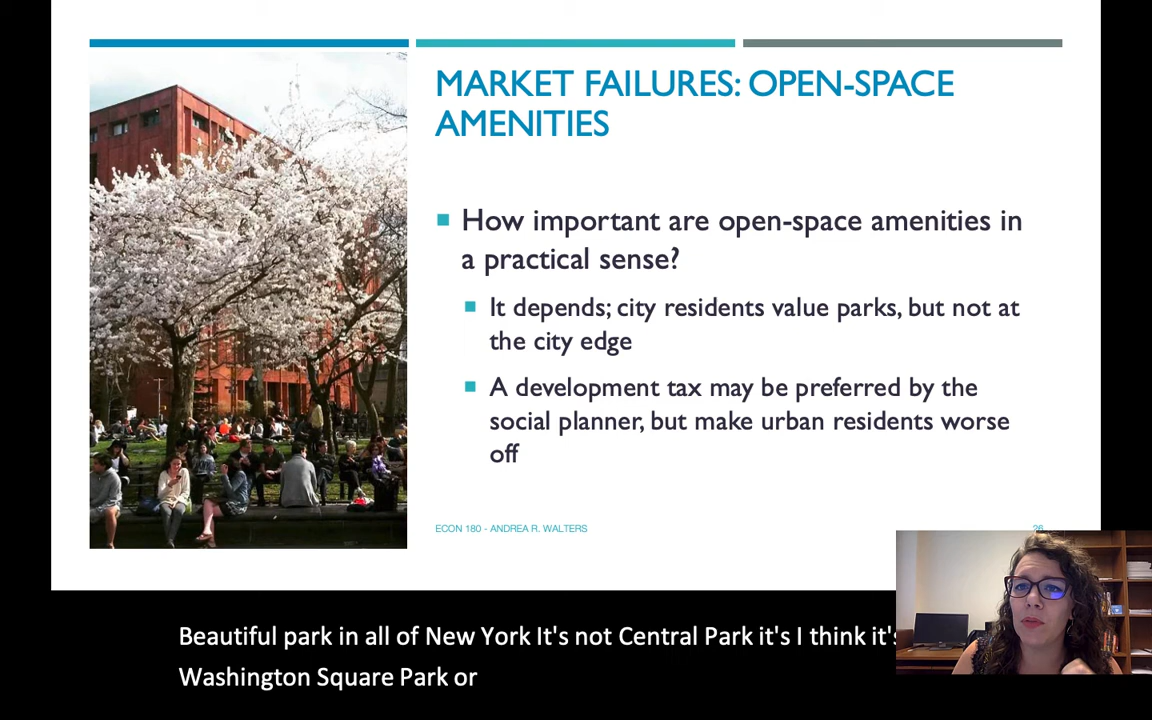 MARKET FAILURES: OPEN-SPACE
AMENITIES
How important are open-space amenities in
a practical sense?
It depends; city residents value parks, but not at
the city edge
A development tax may be preferred by the
social planner, but make urban residents worse
off
ECON 180 - ANDREA R. WALTERS
26
Beautiful park in all of New York It's not Central Park it's I think it's
Washington Square Park or